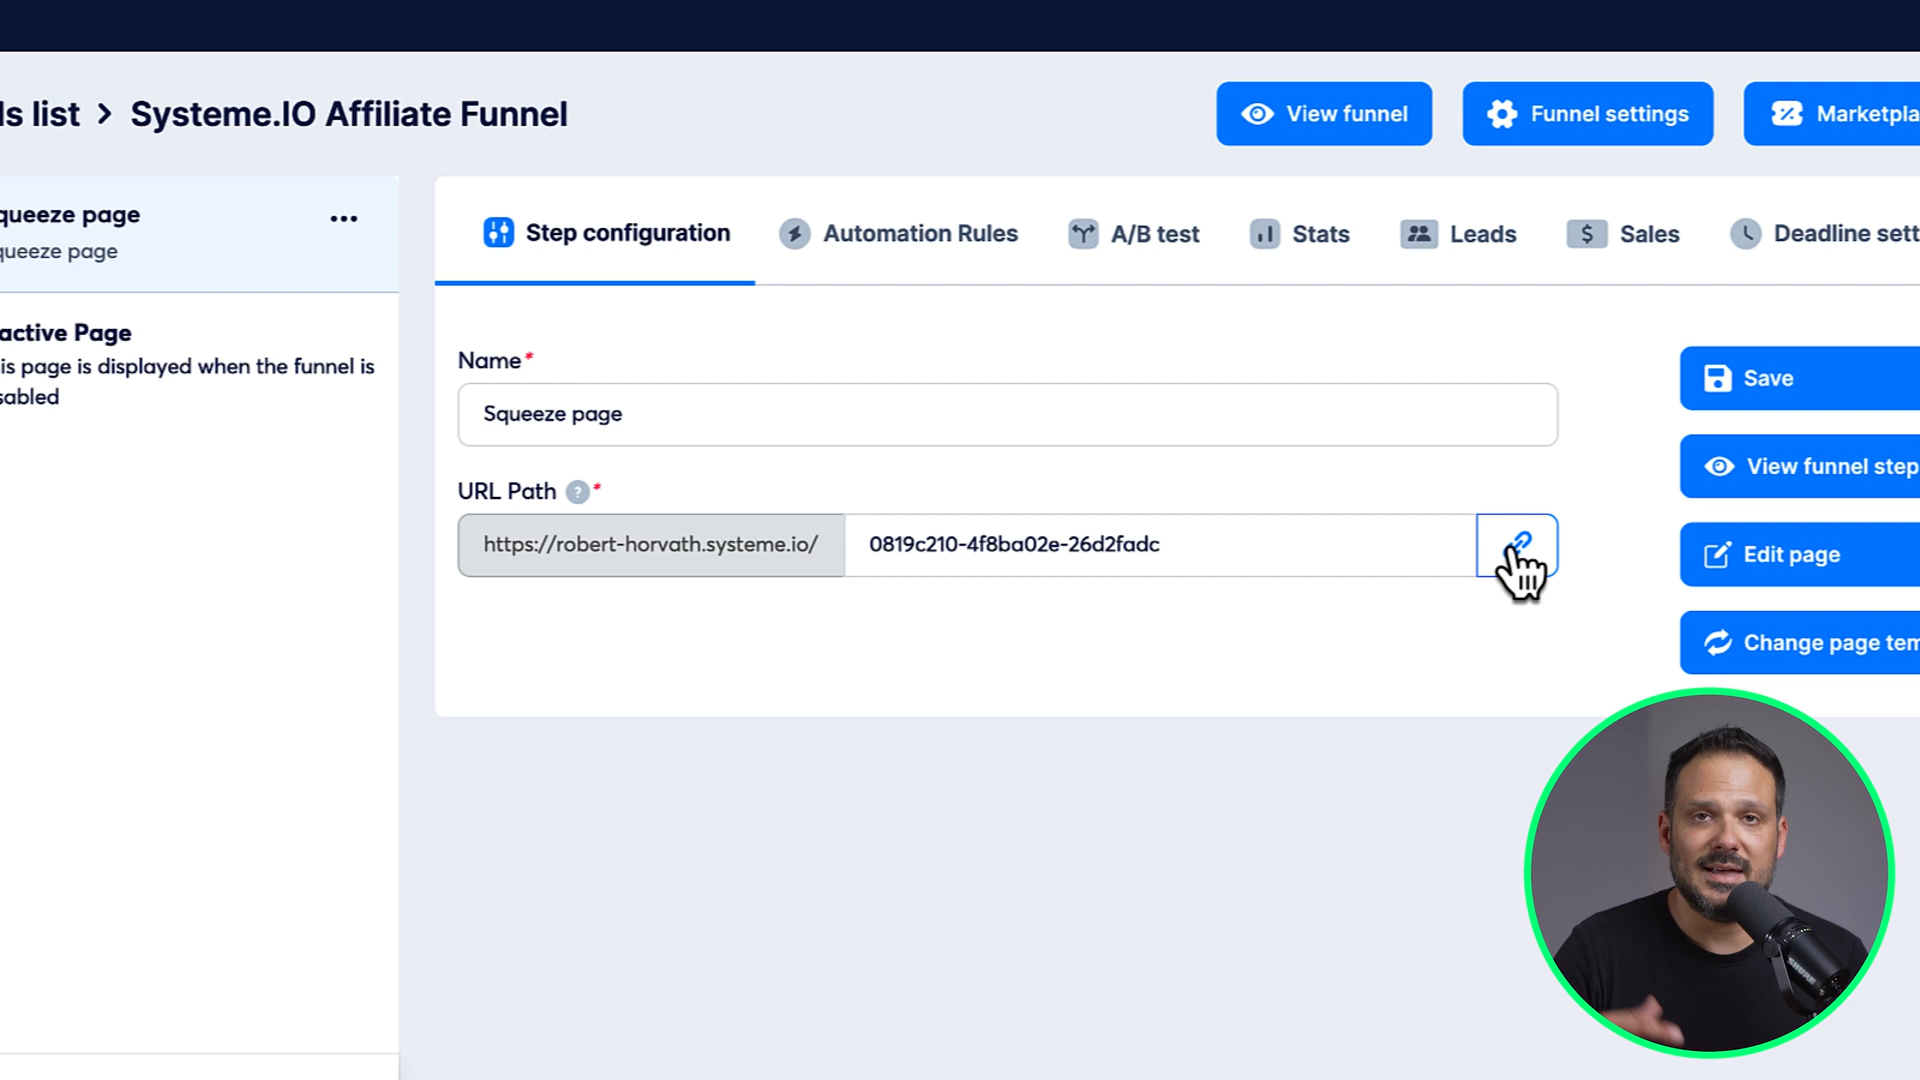 ls list > Systeme.IO Affiliate Funnel
View funnel
Funnel settings
Marketpla
queeze page
queeze page
active Page
is page is displayed when the funnel is
sabled
Step configuration
Automation Rules
A/B test
Stats
Leads
$ Sales
Deadline sett
Name*
Squeeze page
URL Path ? *
https://robert-horvath.systeme.io/
0819c210-4f8ba02e-26d2fadc
Save
View funnel step
Edit page
Change page tem
SHURE